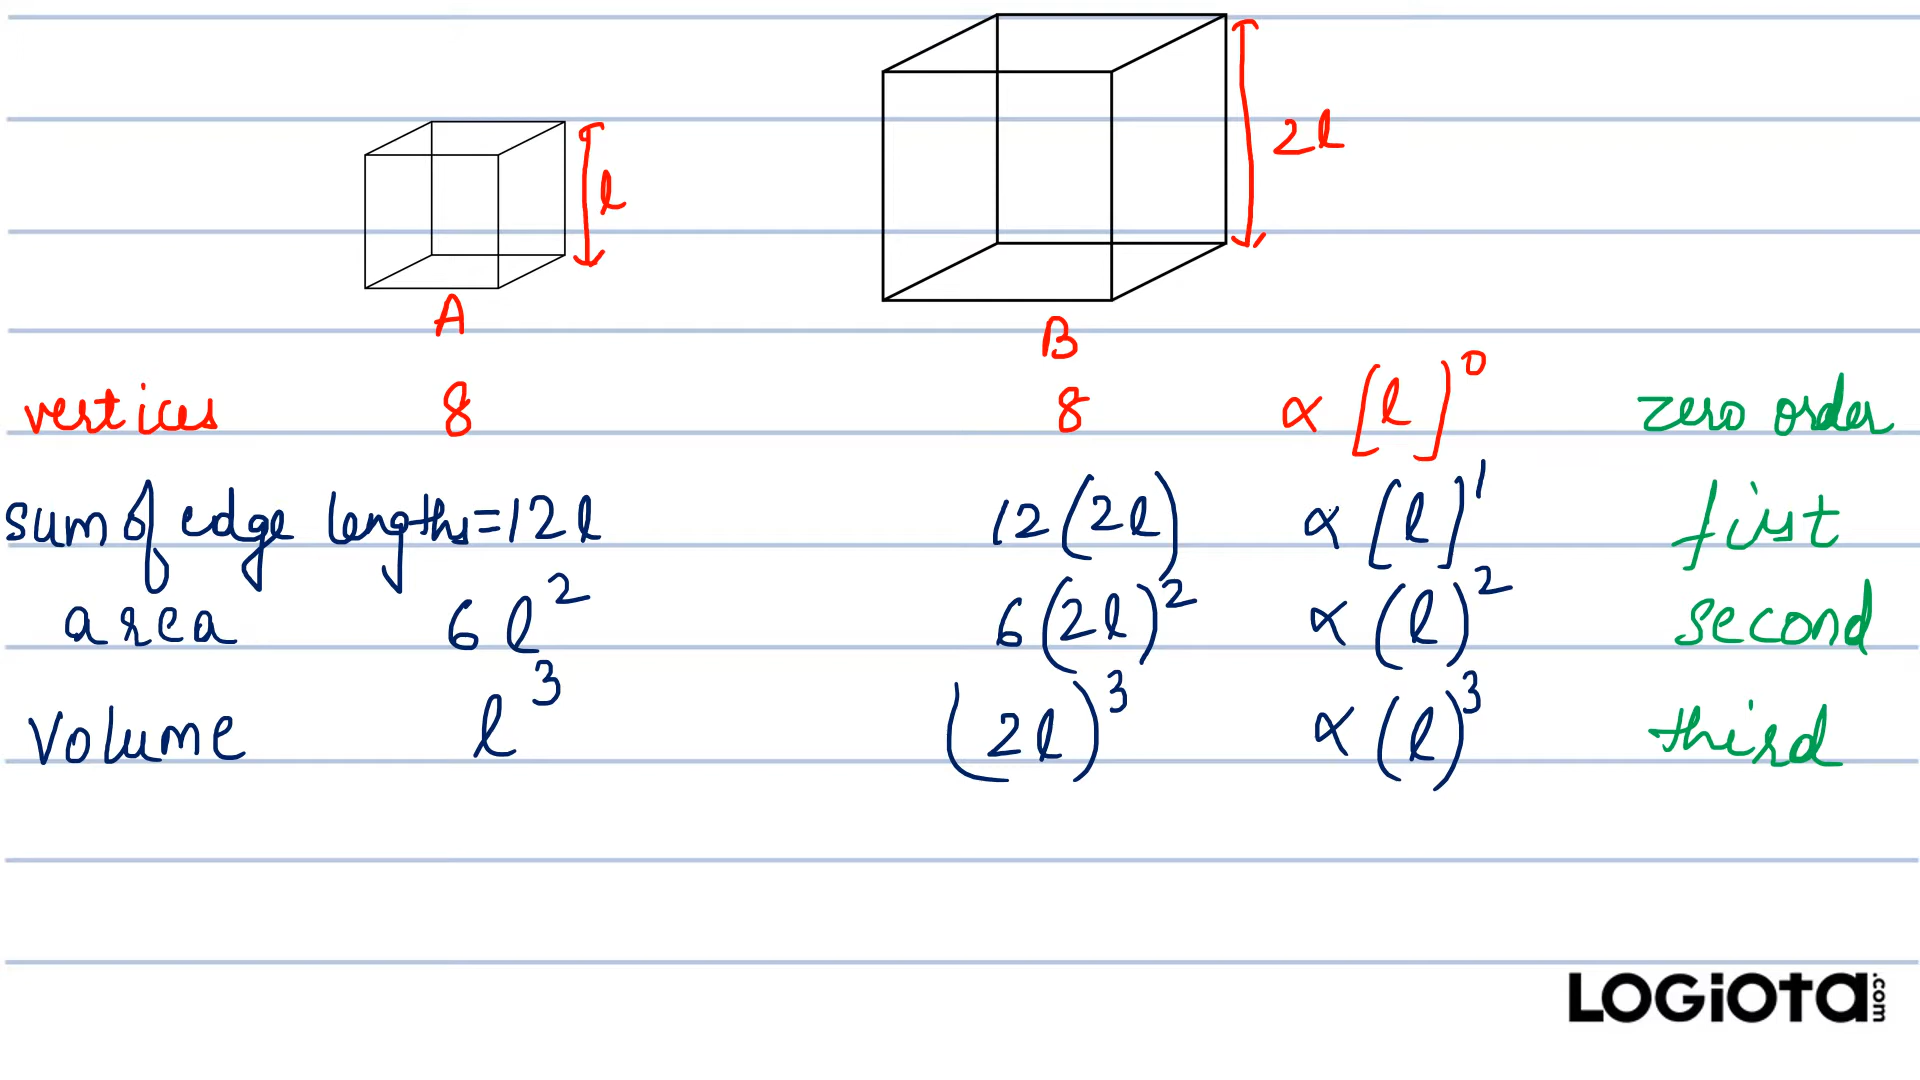 2l
l
A
B
vertices 8 8 ∝ [l]⁰ zero order
sum of edge lengths = 12l 12(2l) ∝ [l]¹ first
area 6l² 6(2l)² ∝ (l)² second
Volume l³ (2l)³ ∝ (l)³ third
LOGiOTA.com